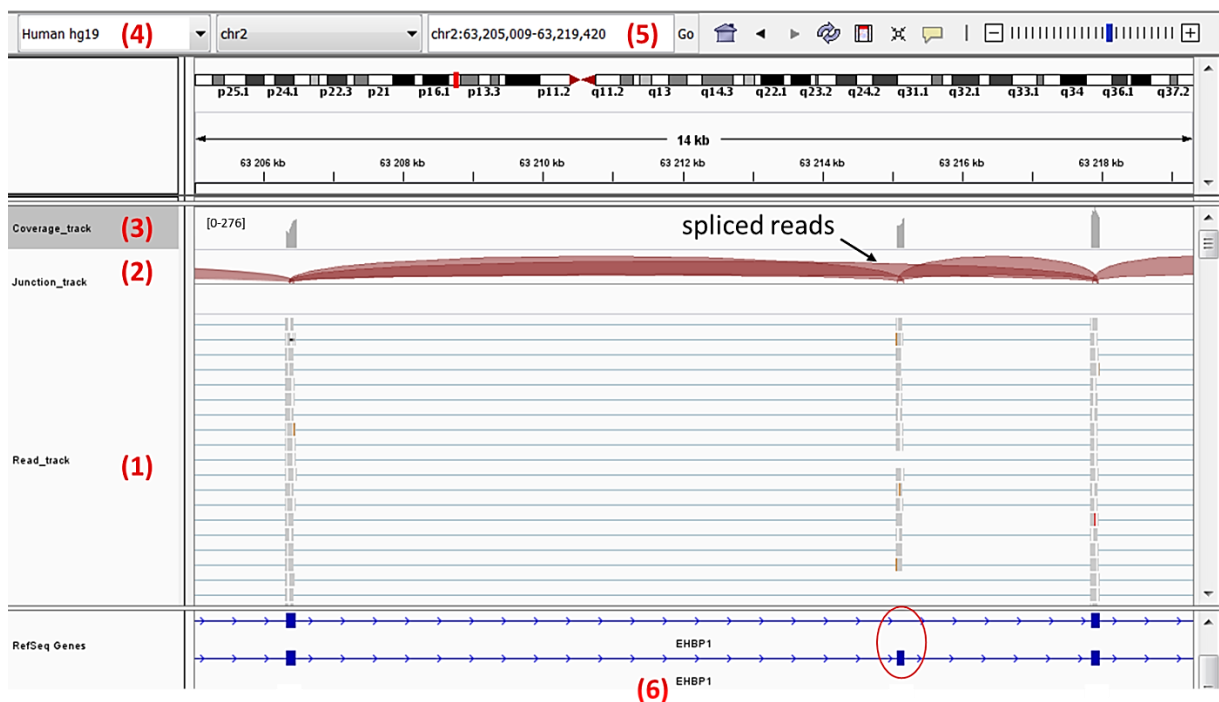 Human hg19 (4) chr2 chr2:63,205,009-63,219,420 (5) Go
p25.1 p24.1 p22.3 p21 p16.1 p13.3 p11.2 q11.2 q13 q14.3 q22.1 q23.2 q24.2 q31.1 q32.1 q33.1 q34 q36.1 q37.2
14 kb
63 206 kb 63 208 kb 63 210 kb 63 212 kb 63 214 kb 63 216 kb 63 218 kb
Coverage_track (3) [0-276]
spliced reads
Junction_track (2)
Read_track (1)
RefSeq Genes
EHBP1
EHBP1
(6)